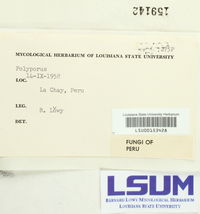 159142
MYCOLOGICAL HERBARIUM OF LOUISIANA STATE UNIVERSITY
Polyporus
14-IX-1958
LOC.
La Chay, Peru
LEG.
B. Lowy
DET.
Louisiana State University Herbarium
FUNGI OF
PERU
LSUM
BERNARD LOWY MYCOLOGICAL HERBARIUM
LOUISIANA STATE UNIVERSITY